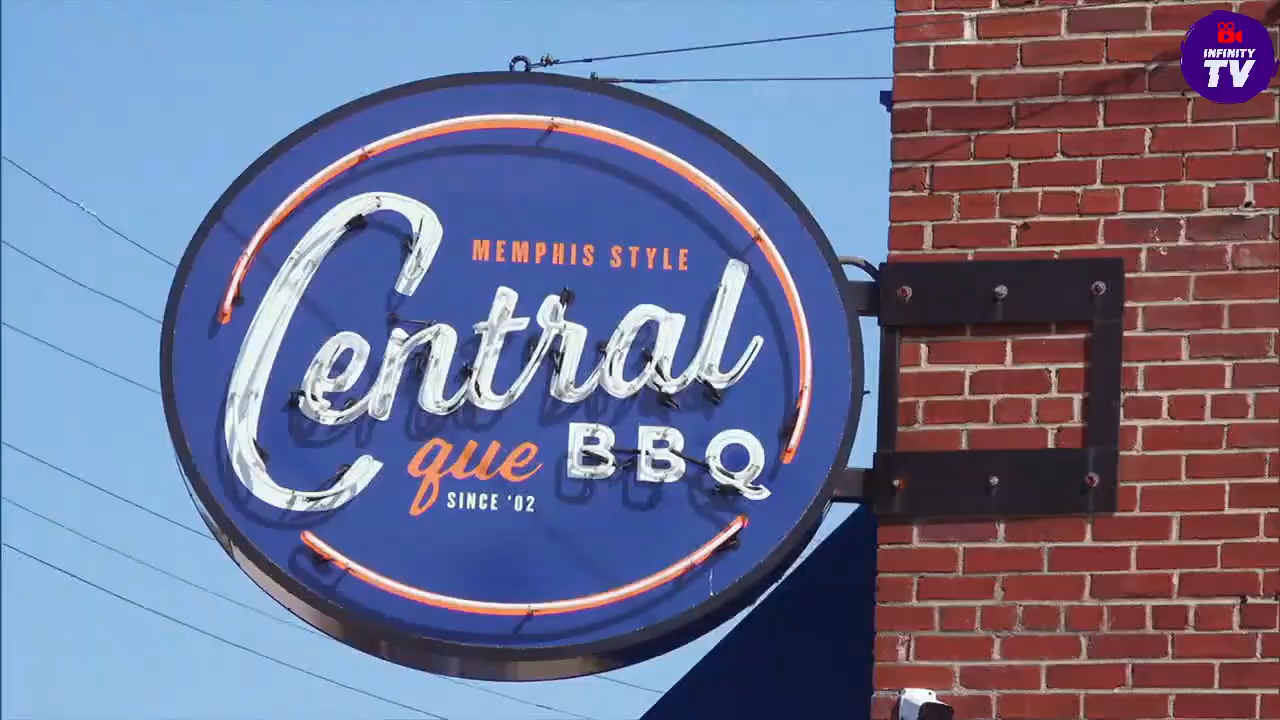 MEMPHIS STYLE
Central
que BBQ
SINCE '02
INFINITY
TV